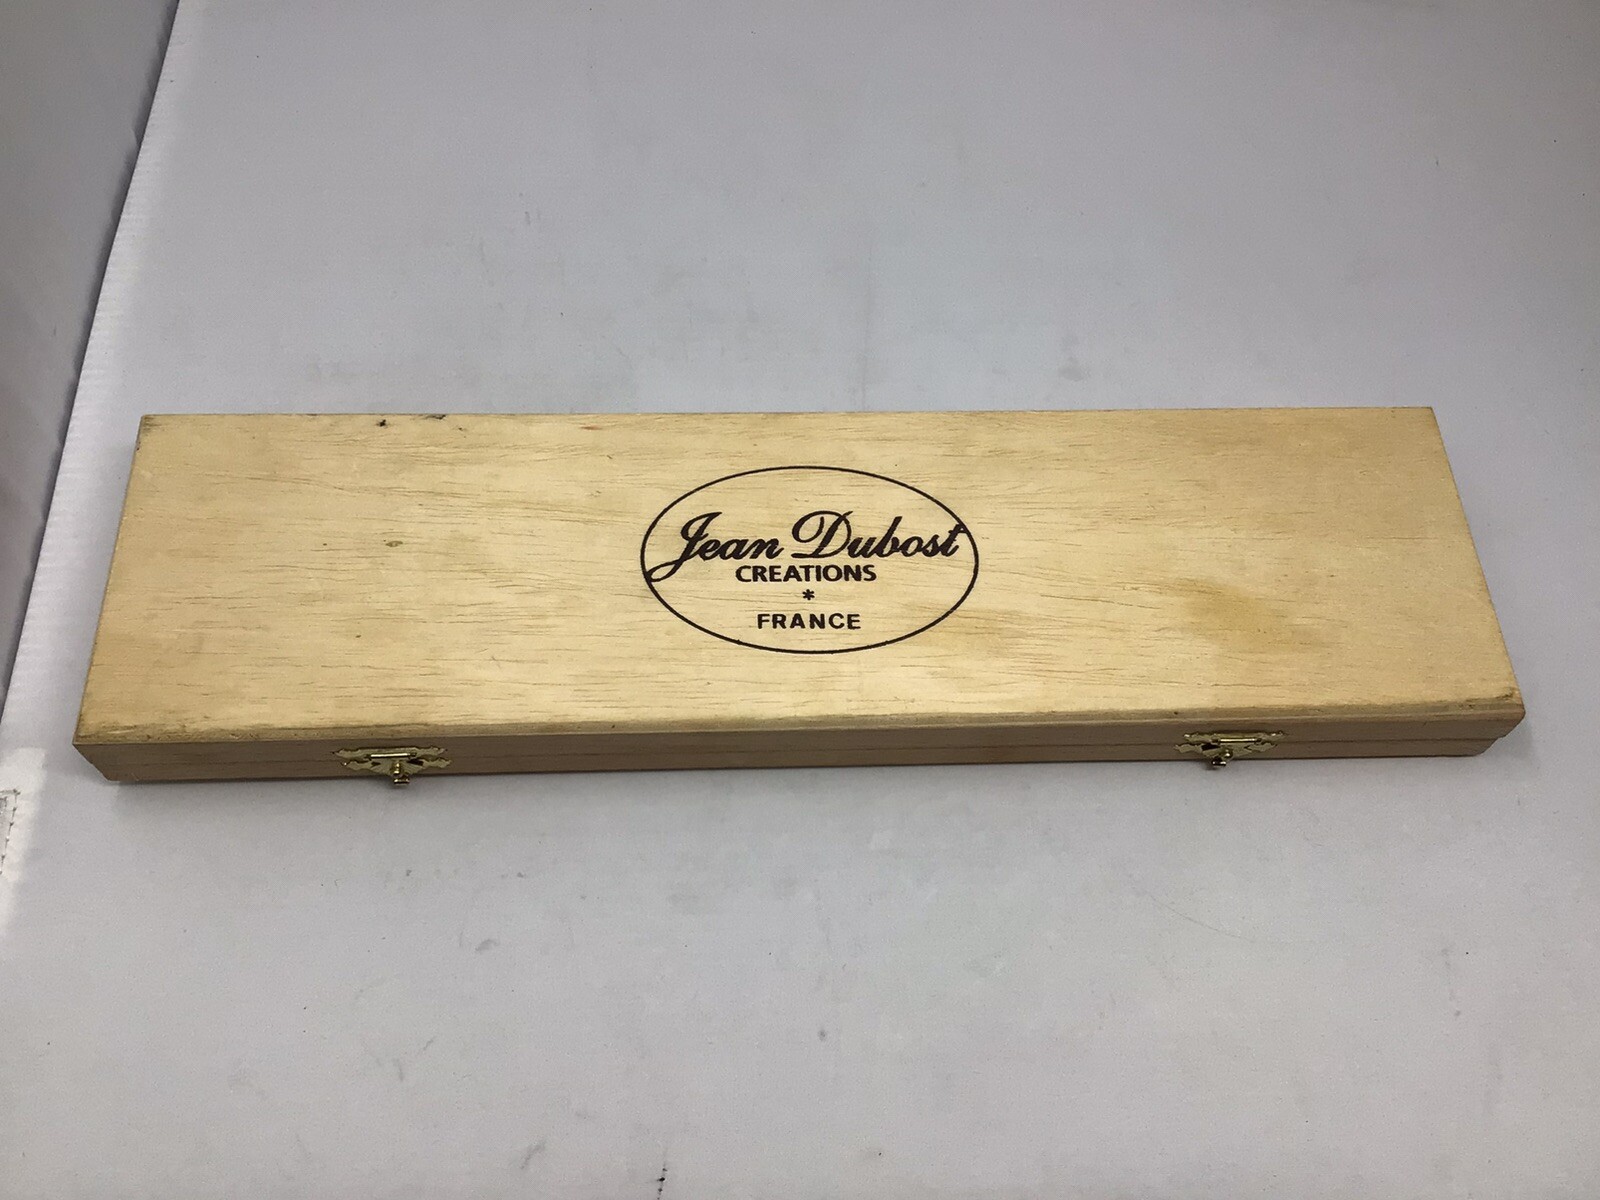 Jean Dubost
CREATIONS
*
FRANCE